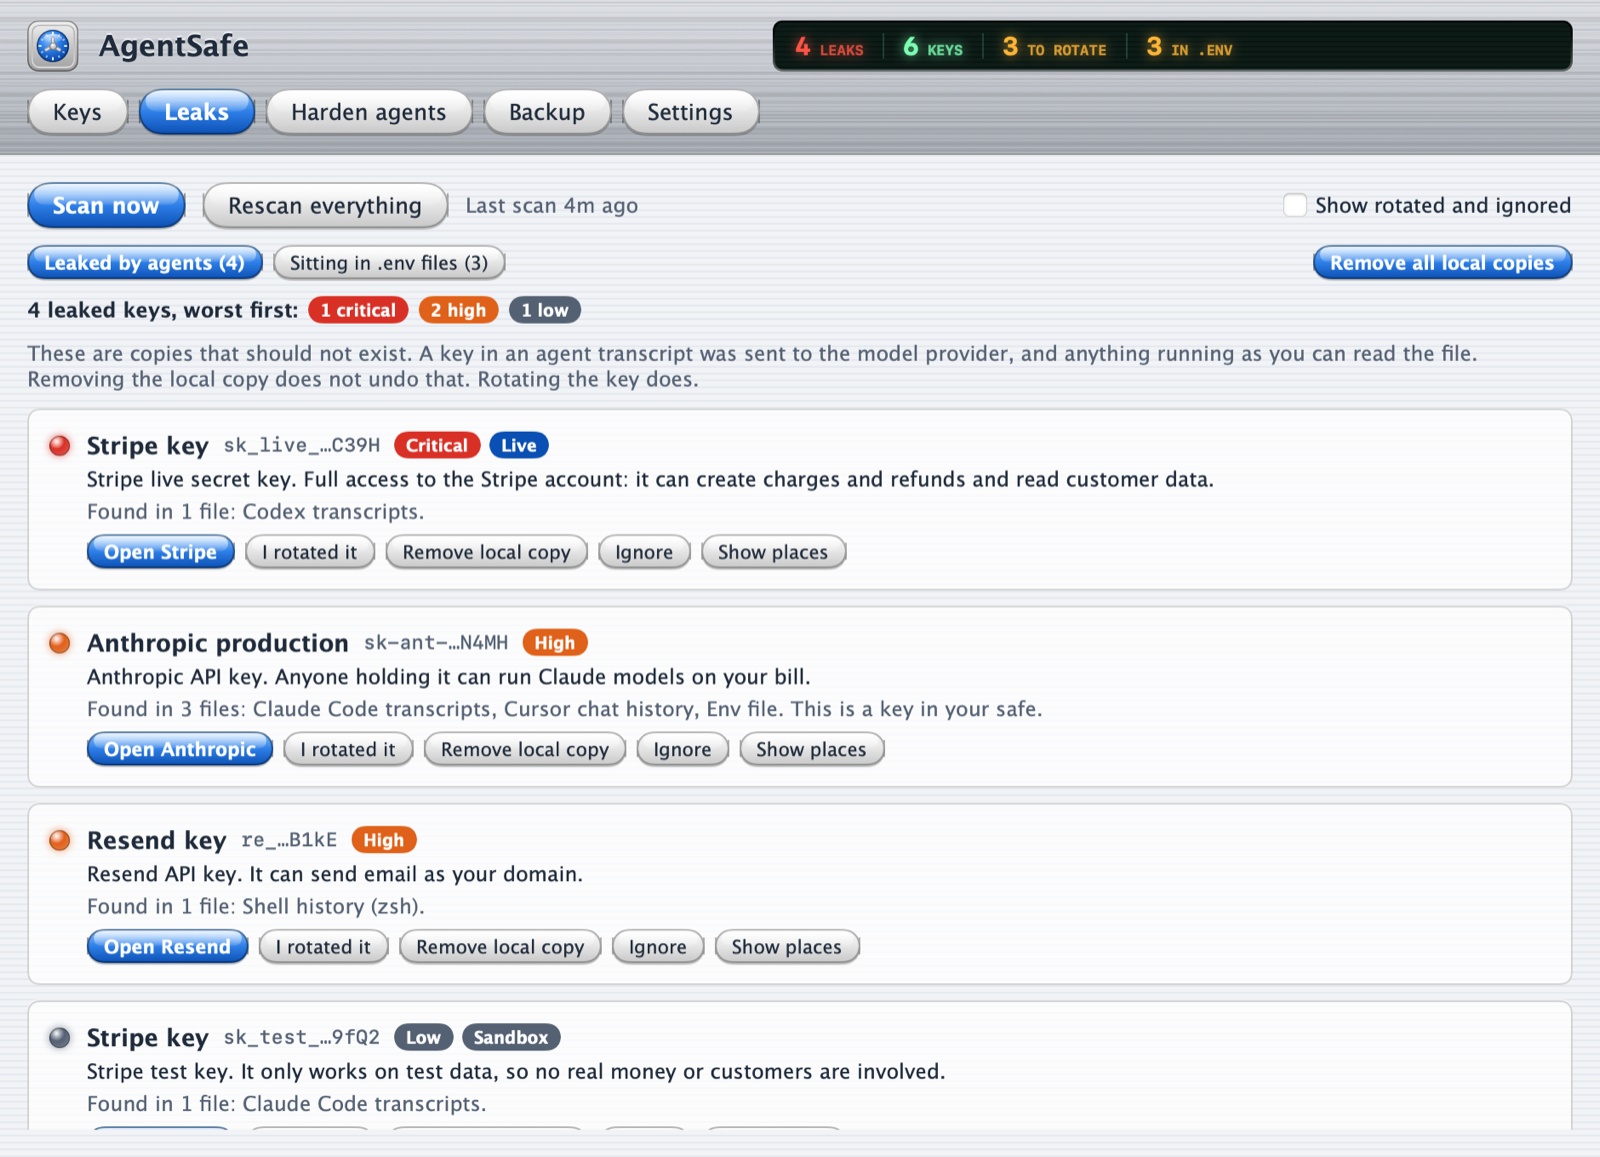 AgentSafe
4 LEAKS 6 KEYS 3 TO ROTATE 3 IN .ENV
Keys Leaks Harden agents Backup Settings
Scan now Rescan everything Last scan 4m ago Show rotated and ignored
Leaked by agents (4) Sitting in .env files (3) Remove all local copies
4 leaked keys, worst first: 1 critical 2 high 1 low
These are copies that should not exist. A key in an agent transcript was sent to the model provider, and anything running as you can read the file.
Removing the local copy does not undo that. Rotating the key does.
Stripe key sk_live_…C39H Critical Live
Stripe live secret key. Full access to the Stripe account: it can create charges and refunds and read customer data.
Found in 1 file: Codex transcripts.
Open Stripe I rotated it Remove local copy Ignore Show places
Anthropic production sk-ant-…N4MH High
Anthropic API key. Anyone holding it can run Claude models on your bill.
Found in 3 files: Claude Code transcripts, Cursor chat history, Env file. This is a key in your safe.
Open Anthropic I rotated it Remove local copy Ignore Show places
Resend key re_…B1kE High
Resend API key. It can send email as your domain.
Found in 1 file: Shell history (zsh).
Open Resend I rotated it Remove local copy Ignore Show places
Stripe key sk_test_…9fQ2 Low Sandbox
Stripe test key. It only works on test data, so no real money or customers are involved.
Found in 1 file: Claude Code transcripts.